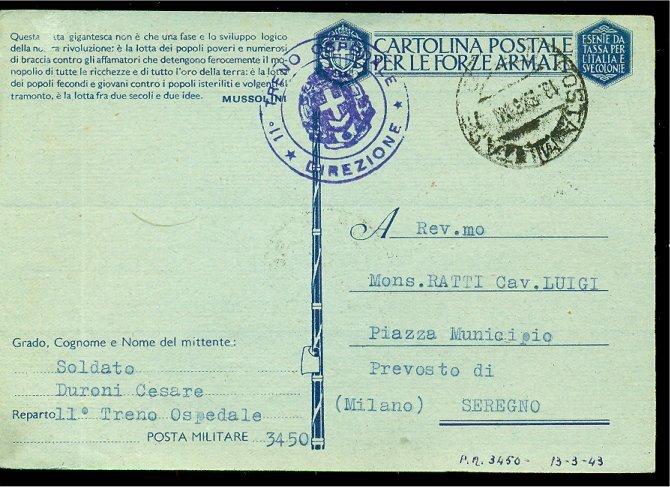 Questa lotta gigantesca non è che una fase e lo sviluppo logico
della nostra rivoluzione: è la lotta dei popoli poveri e numerosi
di braccia contro gli affamatori che detengono ferocemente il mo-
nopolio di tutte le ricchezze e di tutto l'oro della terra: è la lotta
dei popoli fecondi e giovani contro i popoli isteriliti e volgenti al
tramonto, è la lotta fra due secoli e due idee.
MUSSOLINI
11° TRENO OSPEDALE
★ DIREZIONE ★
CARTOLINA POSTALE
PER LE FORZE ARMATE
ESENTE DA
TASSA PER
L'ITALIA E
SUE COLONIE
POSTA
A Rev.mo
Mons.RATTI Cav.LUIGI
Piazza Municipio
Prevosto di
(Milano) SEREGNO
Grado, Cognome e Nome del mittente:
Soldato
Duroni Cesare
Reparto 11° Treno Ospedale
POSTA MILITARE 3450
P.M. 3450- 13-3-43